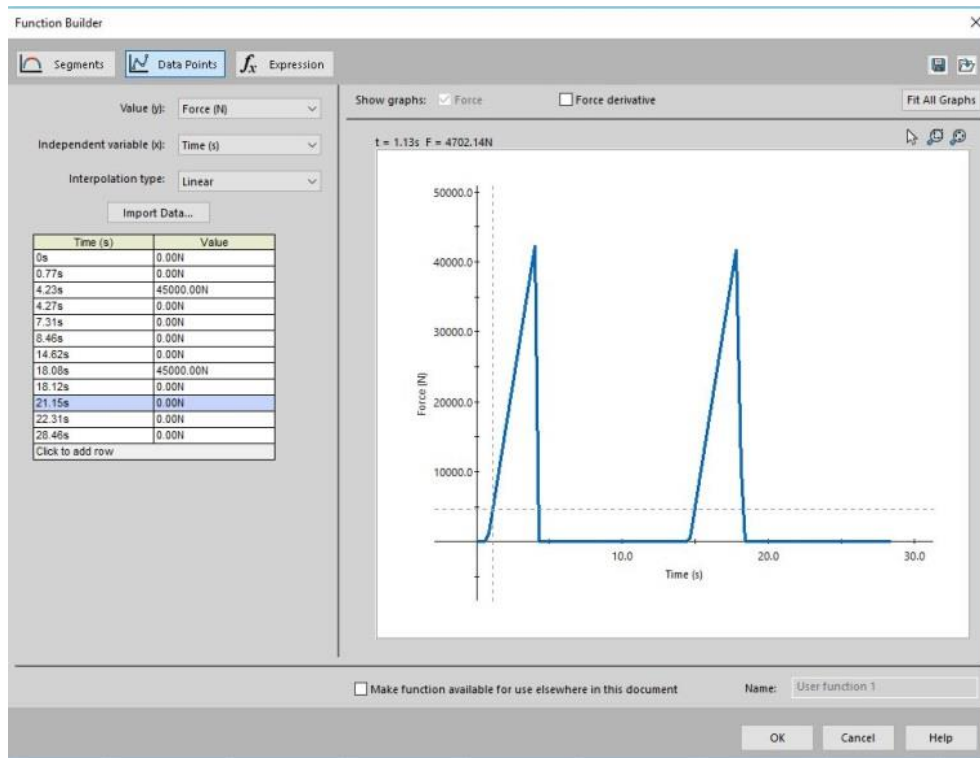 Function Builder
Segments Data Points fx Expression
Value (y): Force (N)
Independent variable (x): Time (s)
Interpolation type: Linear
Import Data...
Time (s) Value
0s 0.00N
0.77s 0.00N
4.23s 45000.00N
4.27s 0.00N
7.31s 0.00N
8.46s 0.00N
14.62s 0.00N
18.08s 45000.00N
18.12s 0.00N
21.15s 0.00N
22.31s 0.00N
28.46s 0.00N
Click to add row
Show graphs: Force Force derivative Fit All Graphs
t = 1.13s F = 4702.14N
50000.0
40000.0
30000.0
20000.0
10000.0
Force (N)
10.0 20.0 30.0
Time (s)
Make function available for use elsewhere in this document Name: User function 1
OK Cancel Help